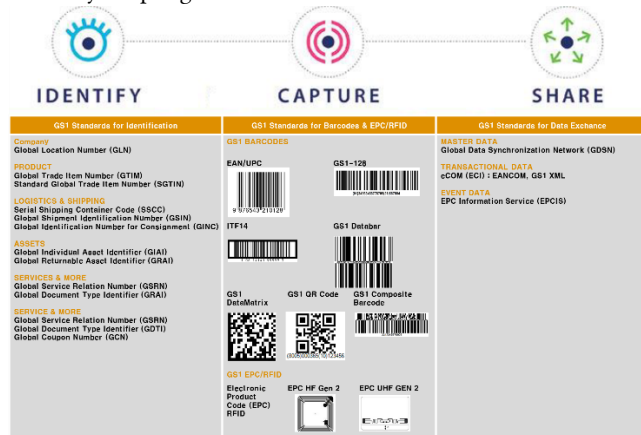 IDENTIFY
CAPTURE
SHARE
GS1 Standards for Identification
Company
Global Location Number (GLN)
PRODUCT
Global Trade Item Number (GTIM)
Standard Global Trade Item Number (SGTIN)
LOGISTICS & SHIPPING
Serial Shipping Container Code (SSCC)
Global Shipment Identification Number (GSIN)
Global Identification Number for Consignment (GINC)
ASSETS
Global Individual Asset Identifier (GIAI)
Global Returnable Asset Identifier (GRAI)
SERVICES & MORE
Global Service Relation Number (GSRN)
Global Document Type Identifier (GRAI)
SERVICE & MORE
Global Service Relation Number (GSRN)
Global Document Type Identifier (GDTI)
Global Coupon Number (GCN)
GS1 Standards for Barcodes & EPC/RFID
GS1 BARCODES
EAN/UPC
GS1-128
ITF14
GS1 Databar
GS1
DateMatrix
GS1 QR Code
GS1 Composite
Barcode
GS1 EPC/RFID
Electronic
Product
Code (EPC)
RFID
EPC HF Gen 2
EPC UHF GEN 2
GS1 Standards for Data Exchange
MASTER DATA
Global Data Synchronization Network (GDSN)
TRANSACTIONAL DATA
eCOM (ECI) : EANCOM, GS1 XML
EVENT DATA
EPC Information Service (EPCIS)